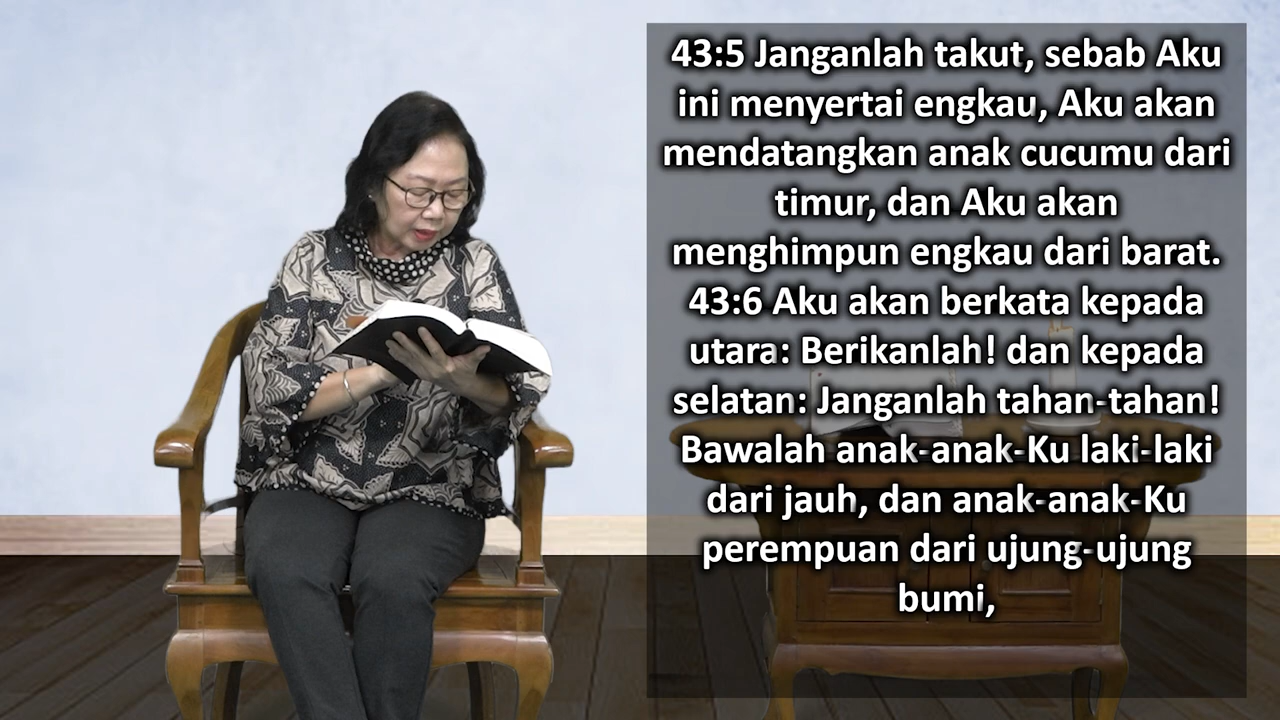 43:5 Janganlah takut, sebab Aku
ini menyertai engkau, Aku akan
mendatangkan anak cucumu dari
timur, dan Aku akan
menghimpun engkau dari barat.
43:6 Aku akan berkata kepada
utara: Berikanlah! dan kepada
selatan: Janganlah tahan-tahan!
Bawalah anak-anak-Ku laki-laki
dari jauh, dan anak-anak-Ku
perempuan dari ujung-ujung
bumi,